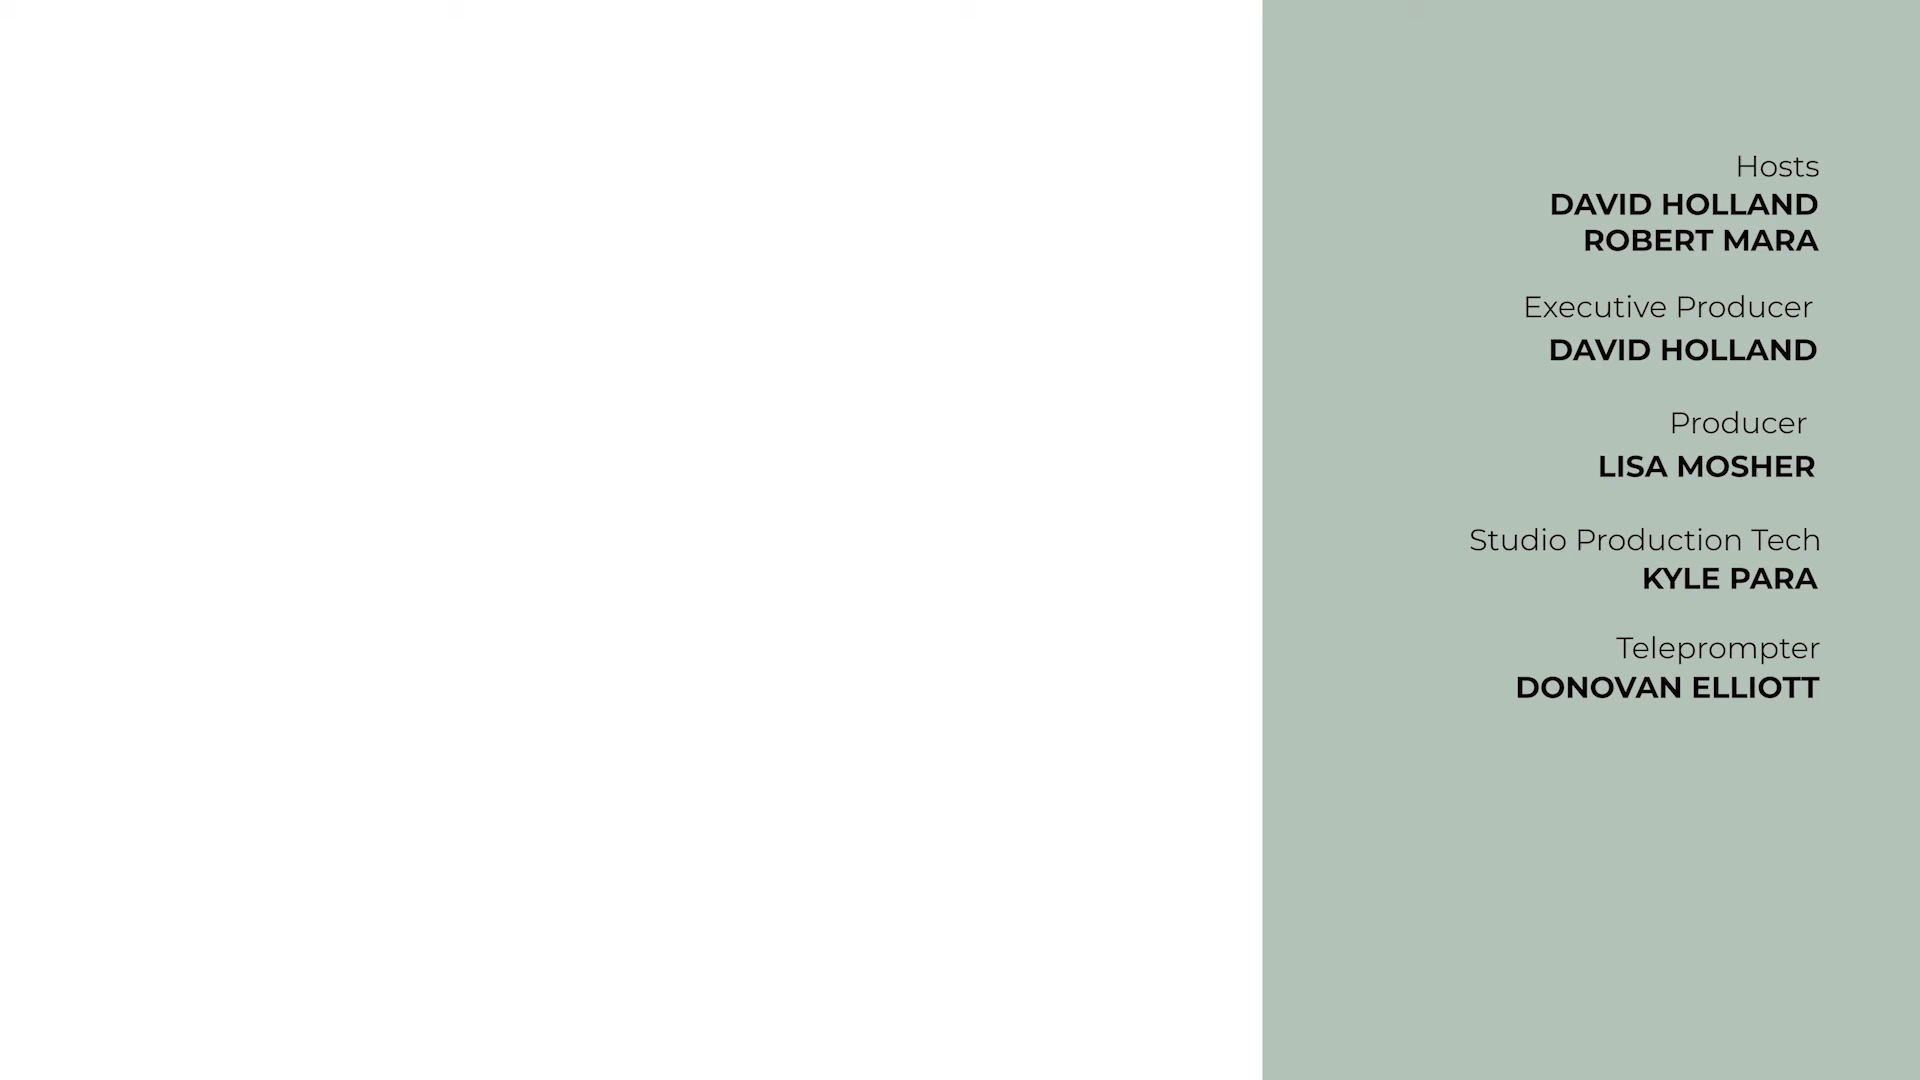 Hosts
DAVID HOLLAND
ROBERT MARA
Executive Producer
DAVID HOLLAND
Producer
LISA MOSHER
Studio Production Tech
KYLE PARA
Teleprompter
DONOVAN ELLIOTT